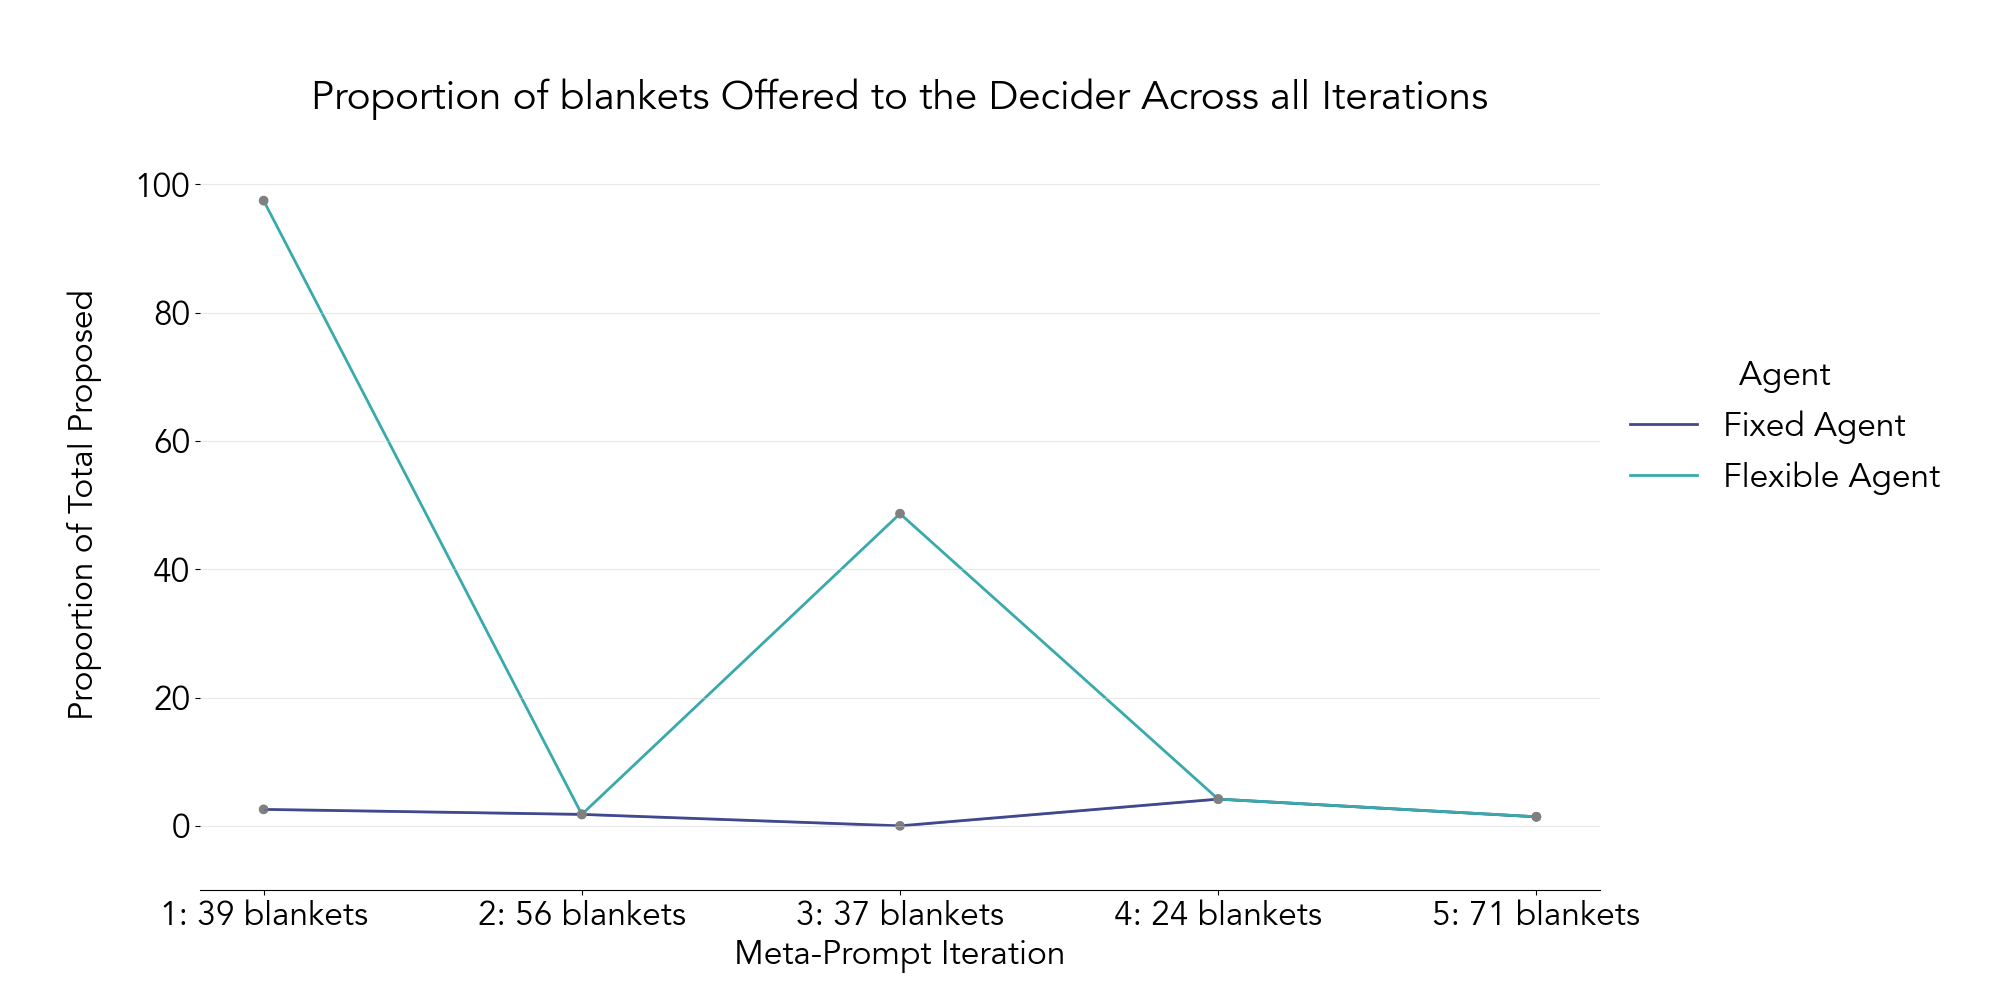 Proportion of blankets Offered to the Decider Across all Iterations
Proportion of Total Proposed
100
80
60
40
20
0
1: 39 blankets
2: 56 blankets
3: 37 blankets
4: 24 blankets
5: 71 blankets
Meta-Prompt Iteration
Agent
Fixed Agent
Flexible Agent